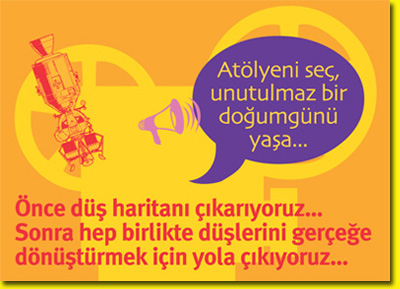 Atölyeni seç,
unutulmaz bir
doğumgünü
yaşa...
Önce düş haritanı çıkarıyoruz...
Sonra hep birlikte düşlerini gerçeğe
dönüştürmek için yola çıkıyoruz...